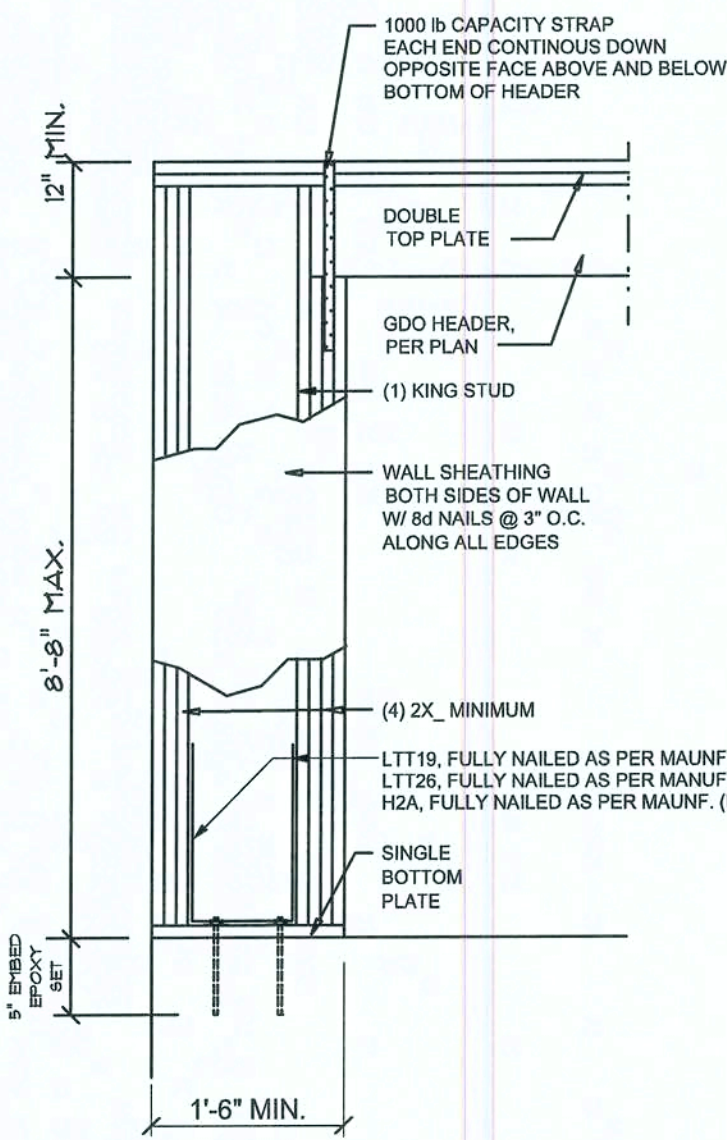 1000 lb CAPACITY STRAP
EACH END CONTINOUS DOWN
OPPOSITE FACE ABOVE AND BELOW
BOTTOM OF HEADER
12" MIN.
DOUBLE
TOP PLATE
GDO HEADER,
PER PLAN
(1) KING STUD
WALL SHEATHING
BOTH SIDES OF WALL
W/ 8d NAILS @ 3" O.C.
ALONG ALL EDGES
8'-8" MAX.
(4) 2X_ MINIMUM
LTT19, FULLY NAILED AS PER MAUNF
LTT26, FULLY NAILED AS PER MANUF
H2A, FULLY NAILED AS PER MAUNF. (
SINGLE
BOTTOM
PLATE
5" EMBED
EPOXY
SET
1'-6" MIN.